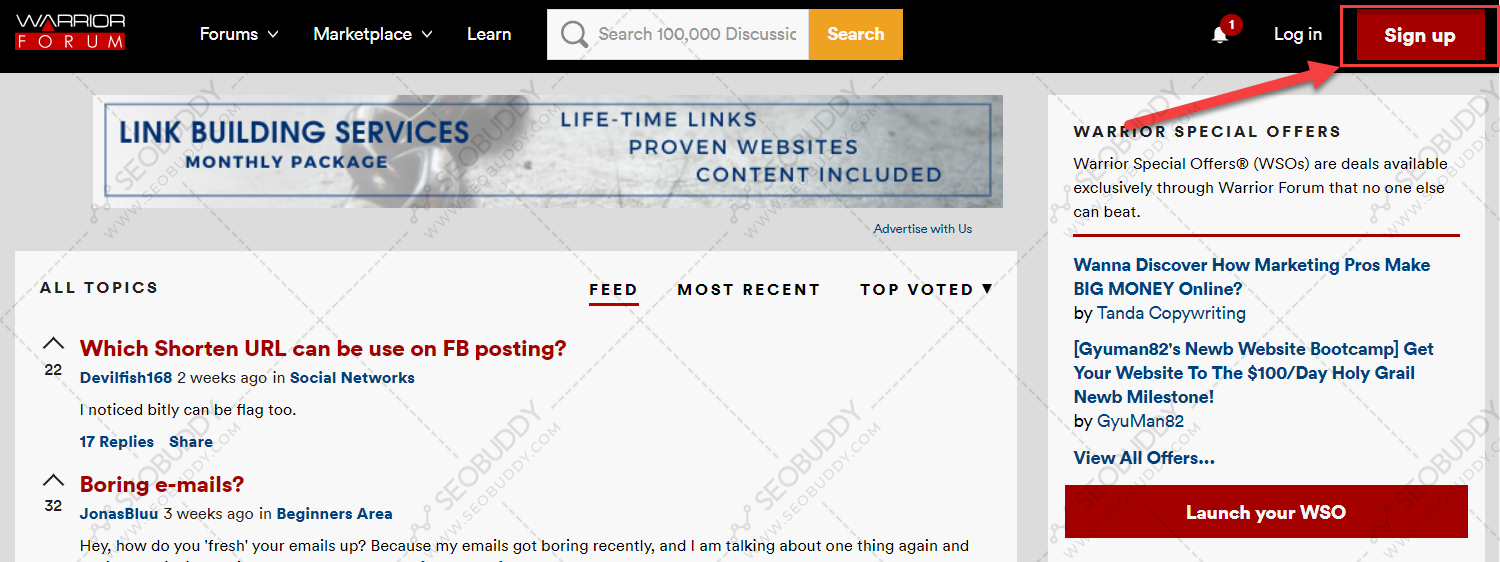 WARRIOR
FORUM
Forums
Marketplace
Learn
Search 100,000 Discussic
Search
1
Log in
Sign up
LINK BUILDING SERVICES
MONTHLY PACKAGE
LIFE-TIME LINKS
PROVEN WEBSITES
CONTENT INCLUDED
Advertise with Us
WARRIOR SPECIAL OFFERS
Warrior Special Offers® (WSOs) are deals available
exclusively through Warrior Forum that no one else
can beat.
Wanna Discover How Marketing Pros Make
BIG MONEY Online?
by Tanda Copywriting
[Gyuman82's Newb Website Bootcamp] Get
Your Website To The $100/Day Holy Grail
Newb Milestone!
by GyuMan82
View All Offers...
Launch your WSO
ALL TOPICS
FEED
MOST RECENT
TOP VOTED ▼
22
Which Shorten URL can be use on FB posting?
Devilfish168 2 weeks ago in Social Networks
I noticed bitly can be flag too.
17 Replies Share
32
Boring e-mails?
JonasBluu 3 weeks ago in Beginners Area
Hey, how do you 'fresh' your emails up? Because my emails got boring recently, and I am talking about one thing again and
SEOBUDDY
WWW.SEOBUDDY.COM